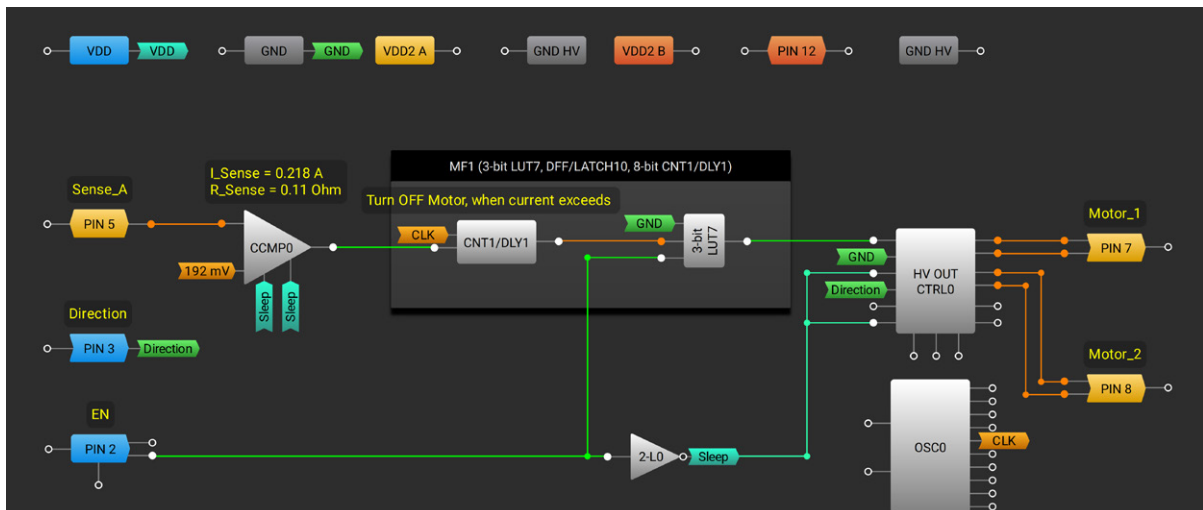 VDD
VDD
GND
GND
VDD2 A
GND HV
VDD2 B
PIN 12
GND HV
MF1 (3-bit LUT7, DFF/LATCH10, 8-bit CNT1/DLY1)
I_Sense = 0.218 A
R_Sense = 0.11 Ohm
Sense_A
PIN 5
CCMP0
192 mV
Sleep
Sleep
Turn OFF Motor, when current exceeds
CLK
CNT1/DLY1
GND
3-bit
LUT7
GND
Direction
HV OUT
CTRL0
Motor_1
PIN 7
Direction
PIN 3
Direction
Motor_2
PIN 8
EN
PIN 2
2-L0
Sleep
OSC0
CLK